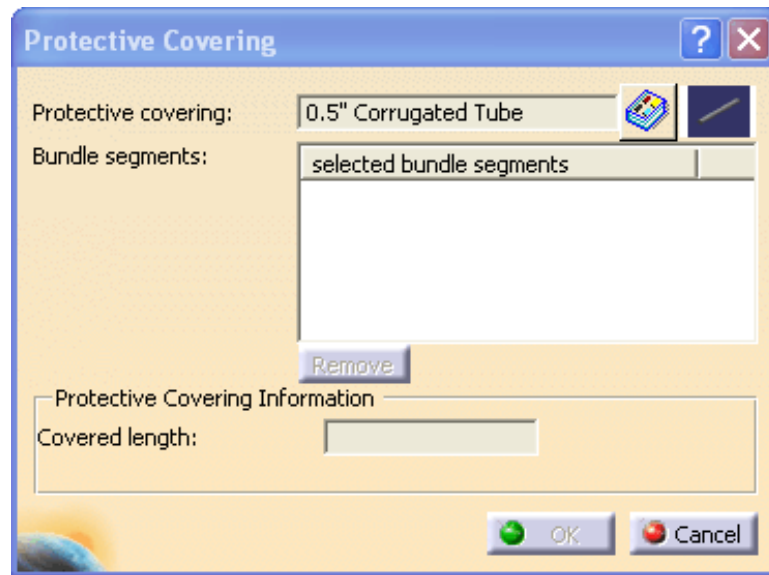 Protective Covering
Protective covering: 0.5" Corrugated Tube
Bundle segments:
selected bundle segments
Remove
Protective Covering Information
Covered length:
OK Cancel